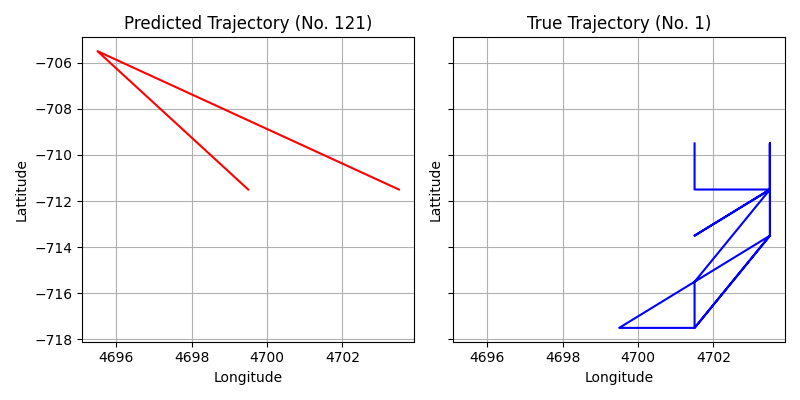 Predicted Trajectory (No. 121)
Lattitude
−706
−708
−710
−712
−714
−716
−718
4696
4698
4700
4702
Longitude
True Trajectory (No. 1)
Lattitude
4696
4698
4700
4702
Longitude